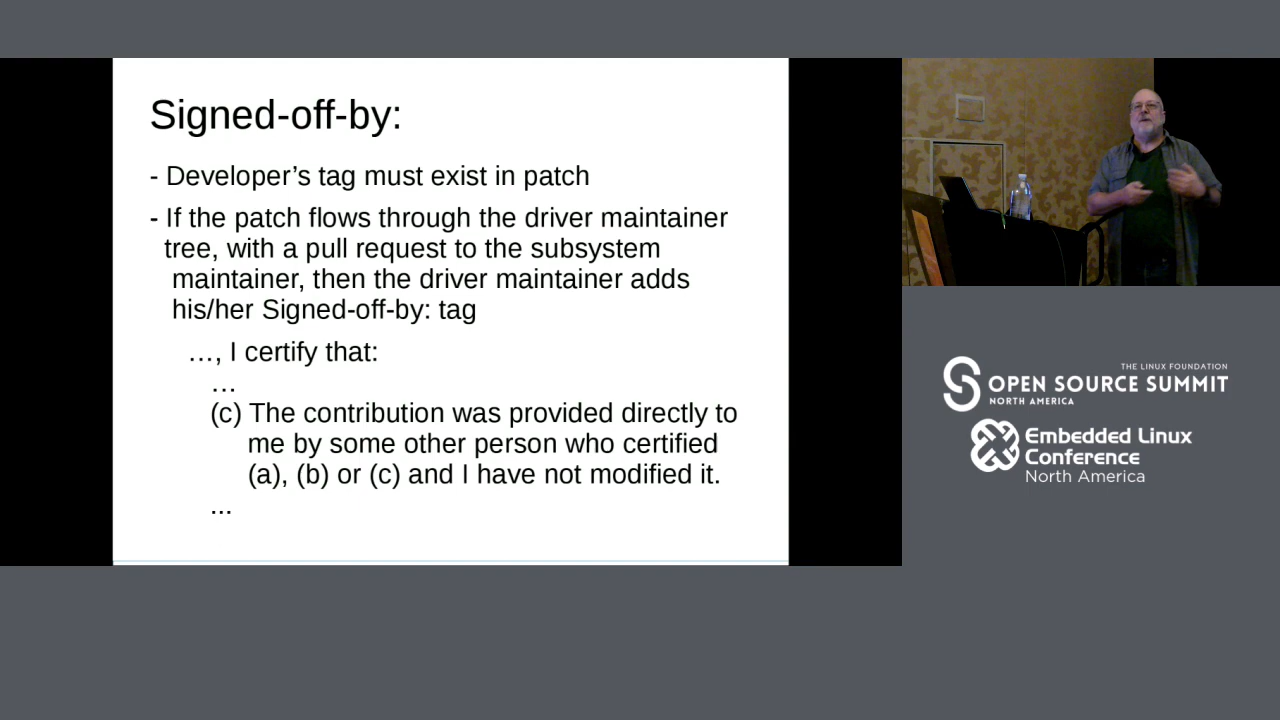 Signed-off-by:
- Developer’s tag must exist in patch
- If the patch flows through the driver maintainer
tree, with a pull request to the subsystem
maintainer, then the driver maintainer adds
his/her Signed-off-by: tag
…, I certify that:
…
(c) The contribution was provided directly to
me by some other person who certified
(a), (b) or (c) and I have not modified it.
...
THE LINUX FOUNDATION
OPEN SOURCE SUMMIT
NORTH AMERICA
Embedded Linux
Conference
North America